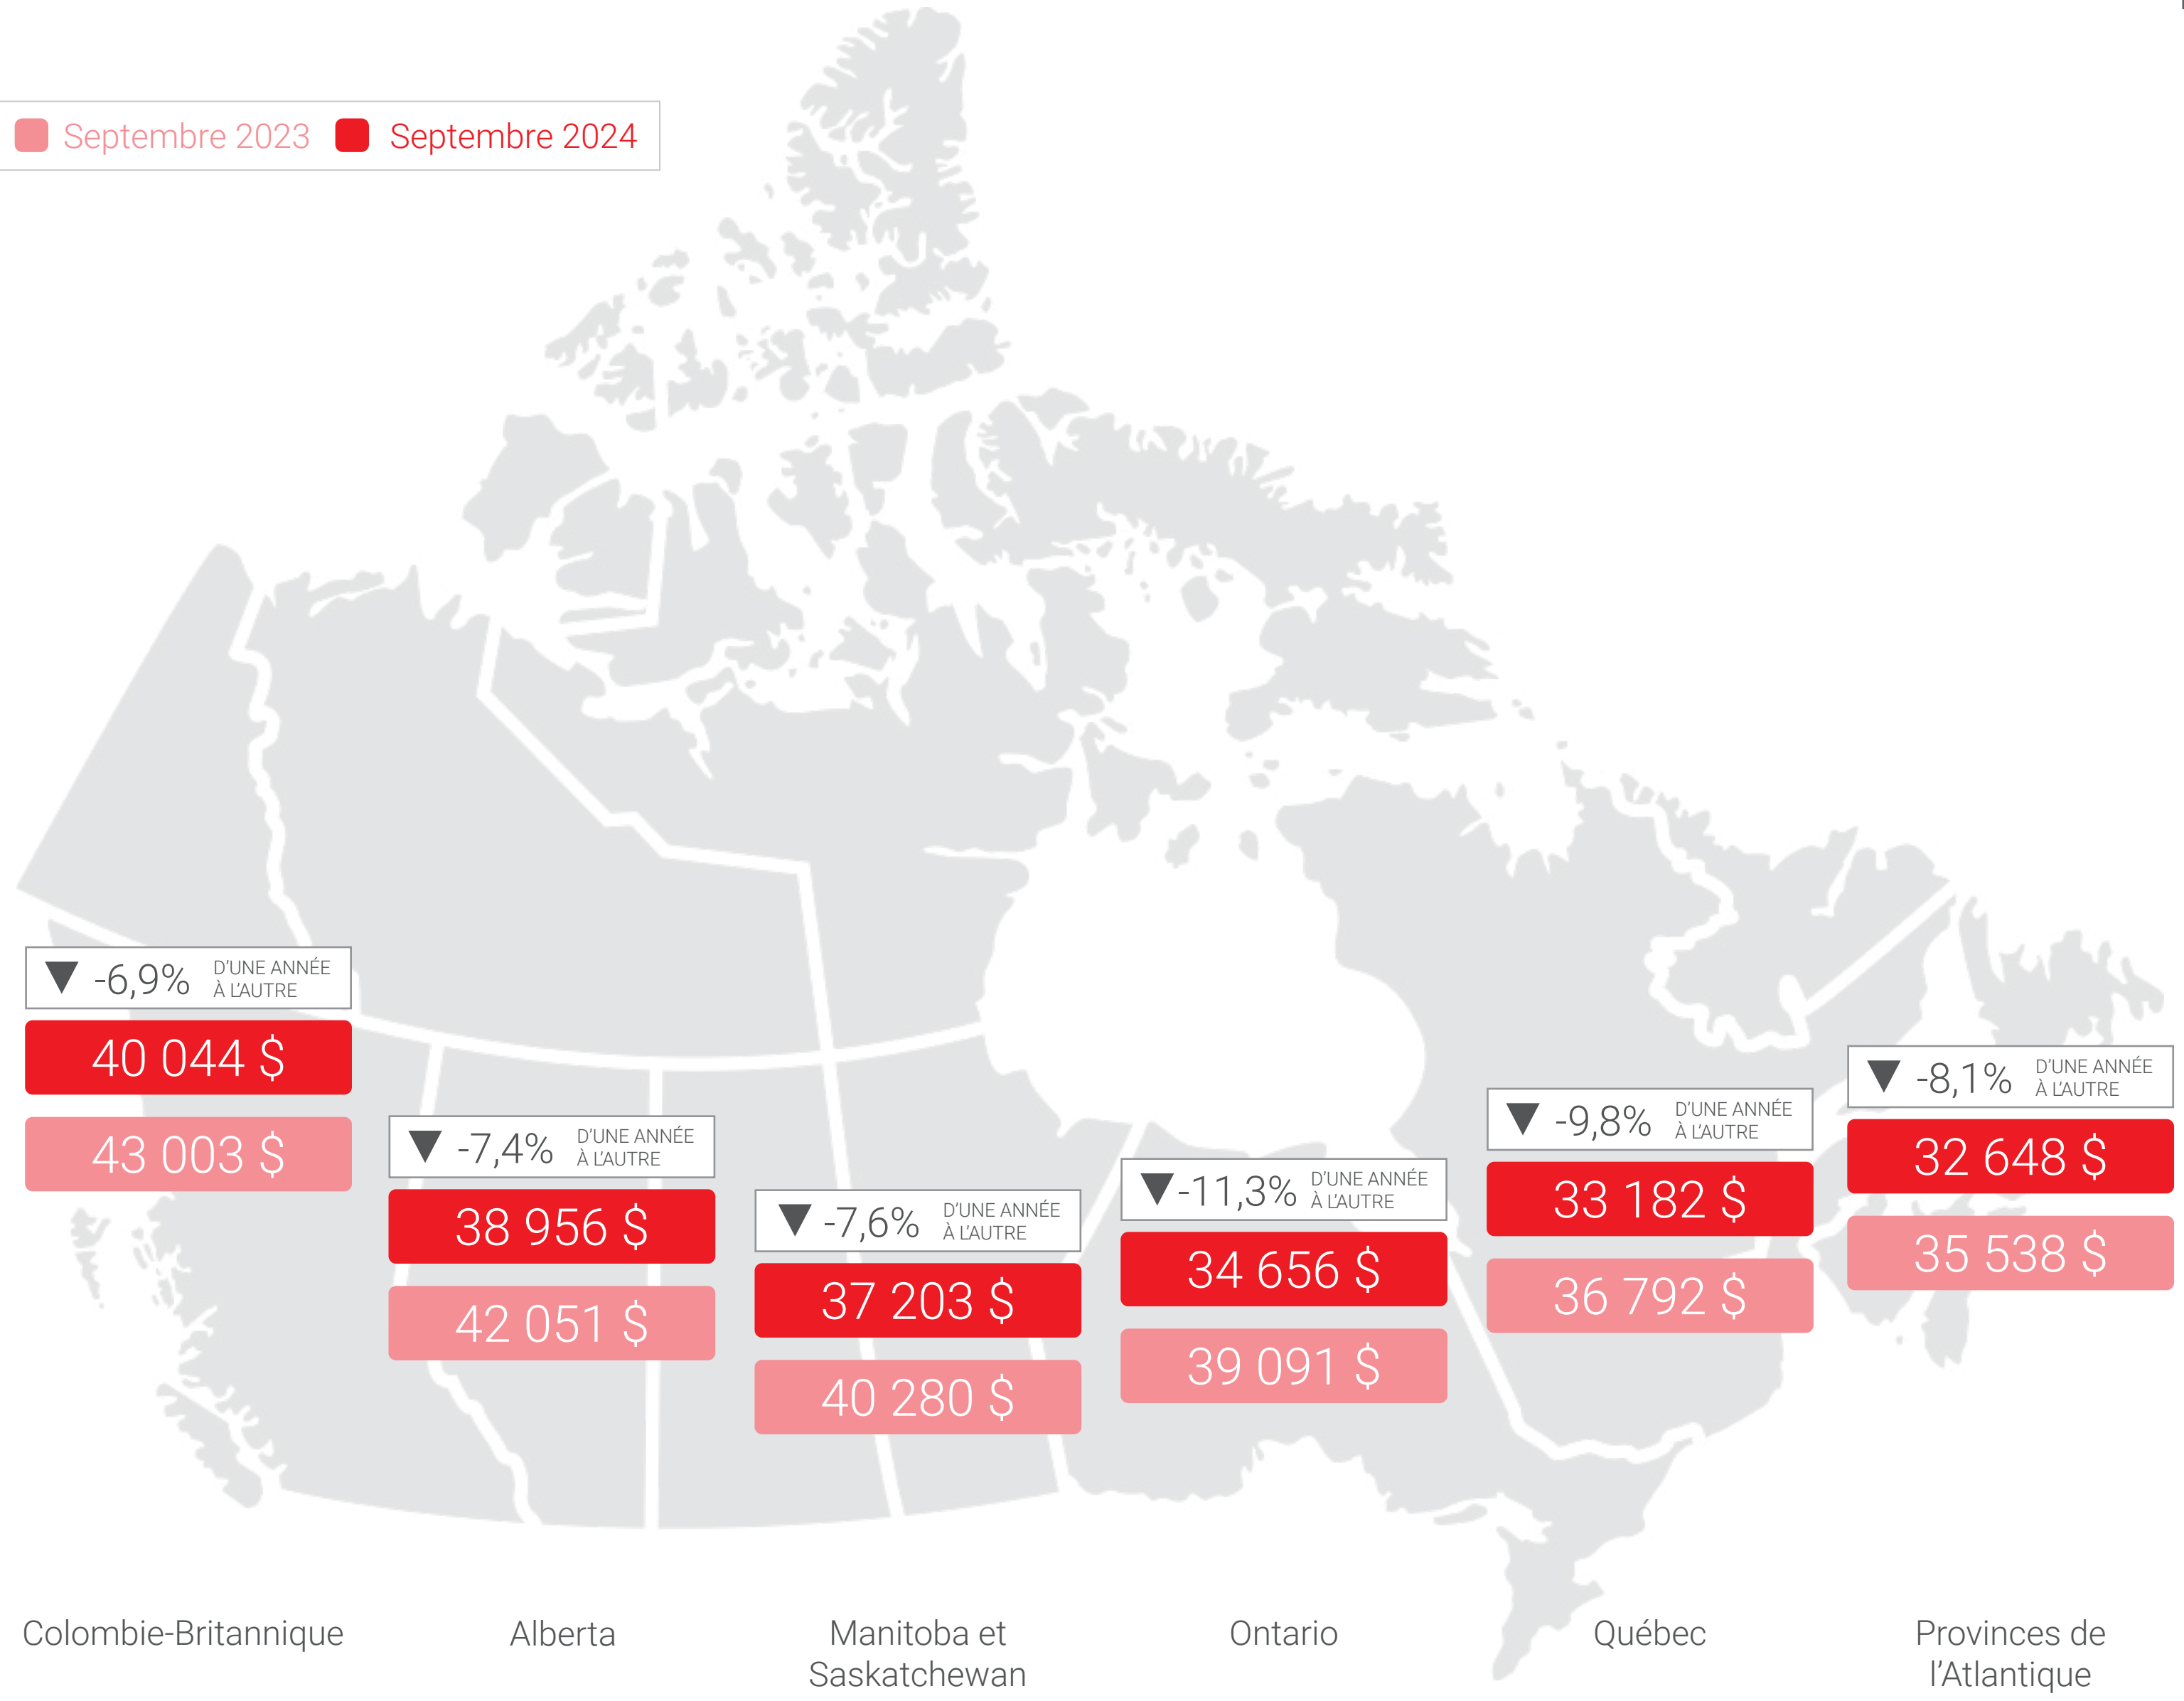 Septembre 2023 Septembre 2024
-6,9% D'UNE ANNÉE
À L'AUTRE
40 044 $
43 003 $
-7,4% D'UNE ANNÉE
À L'AUTRE
38 956 $
42 051 $
-7,6% D'UNE ANNÉE
À L'AUTRE
37 203 $
40 280 $
-11,3% D'UNE ANNÉE
À L'AUTRE
34 656 $
39 091 $
-9,8% D'UNE ANNÉE
À L'AUTRE
33 182 $
36 792 $
-8,1% D'UNE ANNÉE
À L'AUTRE
32 648 $
35 538 $
Colombie-Britannique
Alberta
Manitoba et
Saskatchewan
Ontario
Québec
Provinces de
l'Atlantique